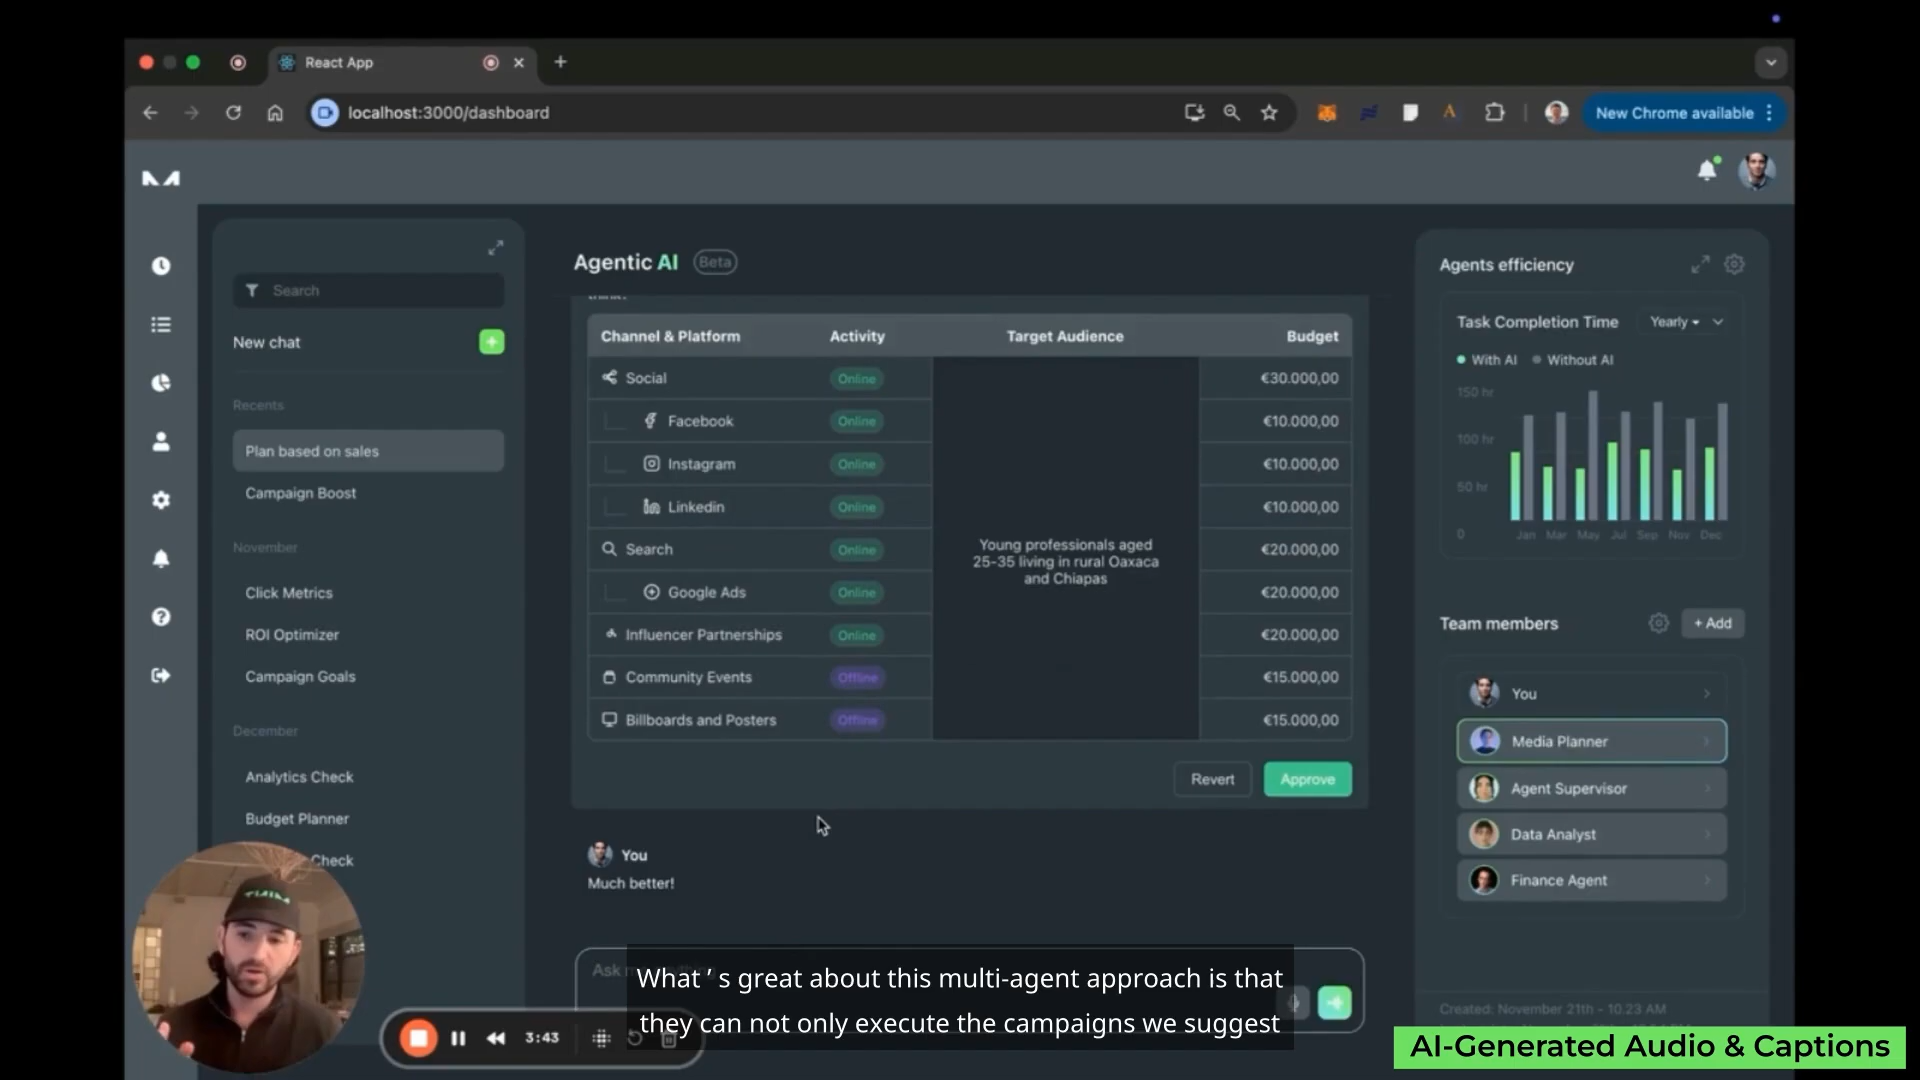 React App
localhost:3000/dashboard
New Chrome available
Search
New chat
Recents
Plan based on sales
Campaign Boost
November
Click Metrics
ROI Optimizer
Campaign Goals
December
Analytics Check
Budget Planner
Check
Agentic AI Beta
Channel & Platform Activity Target Audience Budget
Social Online €30.000,00
Facebook Online €10.000,00
Instagram Online €10.000,00
Linkedin Online €10.000,00
Search Online €20.000,00
Young professionals aged
25-35 living in rural Oaxaca
and Chiapas
Google Ads Online €20.000,00
Influencer Partnerships Online €20.000,00
Community Events Offline €15.000,00
Billboards and Posters Offline €15.000,00
Revert Approve
You
Much better!
Ask
What ’ s great about this multi-agent approach is that
they can not only execute the campaigns we suggest
3:43
Agents efficiency
Task Completion Time Yearly
With AI Without AI
150 hr
100 hr
50 hr
0
Jan Mar May Jul Sep Nov Dec
Team members + Add
You
Media Planner
Agent Supervisor
Data Analyst
Finance Agent
Created: November 21th - 10.23 AM
AI-Generated Audio & Captions